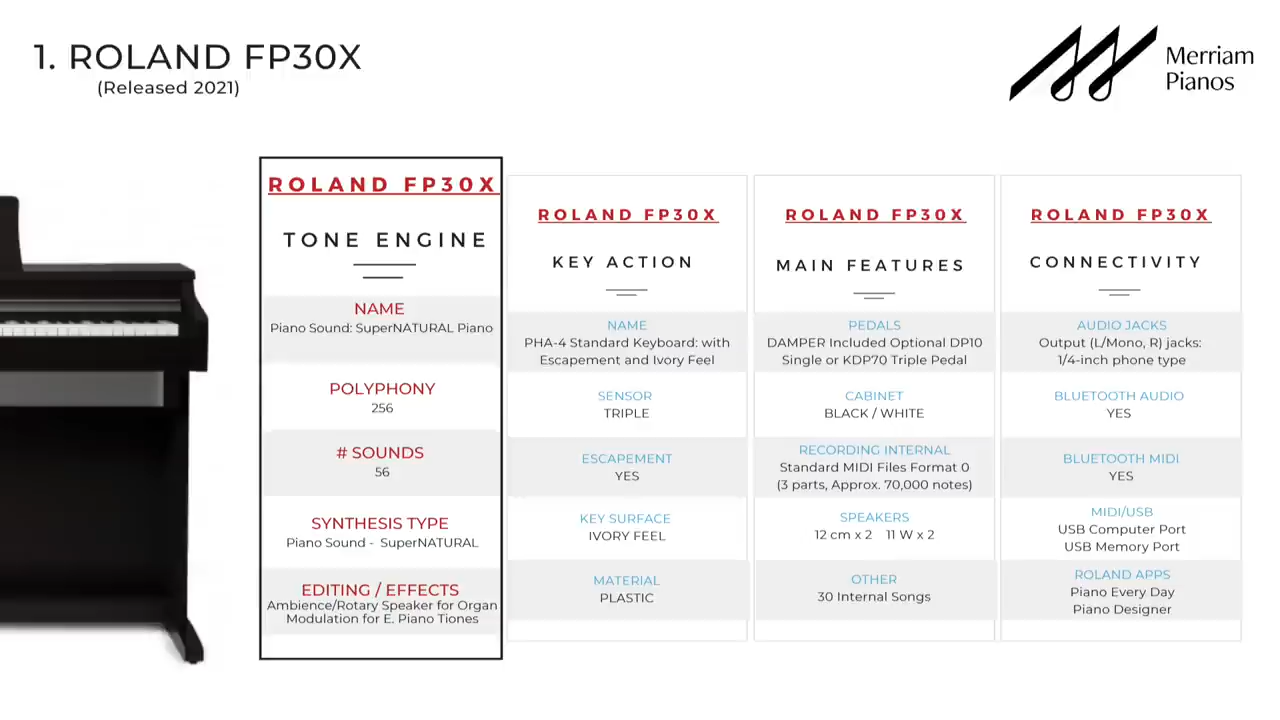 1. ROLAND FP30X
(Released 2021)
Merriam
Pianos
ROLAND FP30X
TONE ENGINE
NAME
Piano Sound: SuperNATURAL Piano
POLYPHONY
256
# SOUNDS
56
SYNTHESIS TYPE
Piano Sound - SuperNATURAL
EDITING / EFFECTS
Ambience/Rotary Speaker for Organ
Modulation for E. Piano Tiones
ROLAND FP30X
KEY ACTION
NAME
PHA-4 Standard Keyboard: with
Escapement and Ivory Feel
SENSOR
TRIPLE
ESCAPEMENT
YES
KEY SURFACE
IVORY FEEL
MATERIAL
PLASTIC
ROLAND FP30X
MAIN FEATURES
PEDALS
DAMPER Included Optional DP10
Single or KDP70 Triple Pedal
CABINET
BLACK / WHITE
RECORDING INTERNAL
Standard MIDI Files Format 0
(3 parts, Approx. 70,000 notes)
SPEAKERS
12 cm x 2 11 W x 2
OTHER
30 Internal Songs
ROLAND FP30X
CONNECTIVITY
AUDIO JACKS
Output (L/Mono, R) jacks:
1/4-inch phone type
BLUETOOTH AUDIO
YES
BLUETOOTH MIDI
YES
MIDI/USB
USB Computer Port
USB Memory Port
ROLAND APPS
Piano Every Day
Piano Designer